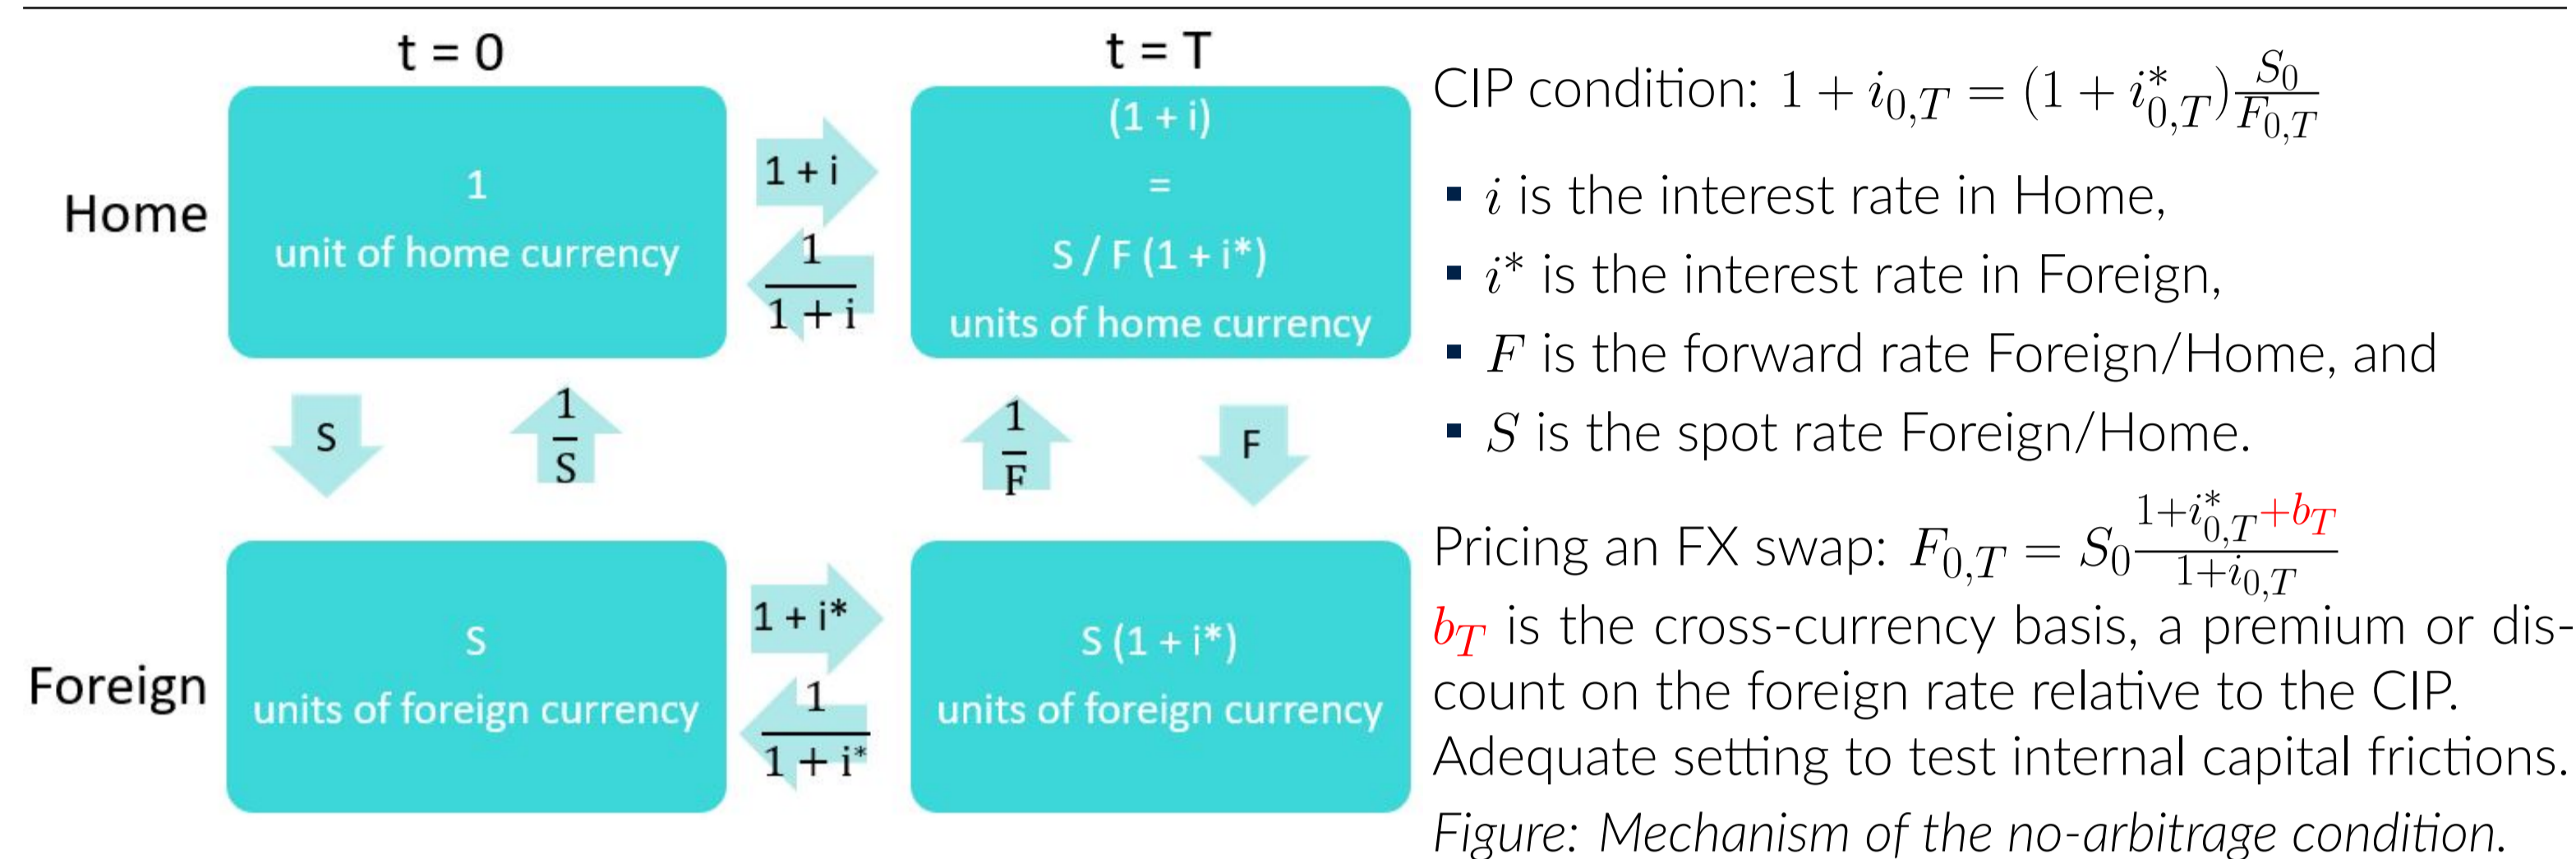 t = 0
t = T
Home
1
unit of home currency
1 + i
1
1 + i
(1 + i)
=
S / F (1 + i*)
units of home currency
S
1
S
1
F
F
Foreign
S
units of foreign currency
1 + i*
1
1 + i*
S (1 + i*)
units of foreign currency
CIP condition: $1 + i_{0,T} = (1 + i^*_{0,T})\frac{S_0}{F_{0,T}}$
▪ $i$ is the interest rate in Home,
▪ $i^*$ is the interest rate in Foreign,
▪ $F$ is the forward rate Foreign/Home, and
▪ $S$ is the spot rate Foreign/Home.
Pricing an FX swap: $F_{0,T} = S_0\frac{1+i^*_{0,T}+b_T}{1+i_{0,T}}$
$b_T$ is the cross-currency basis, a premium or dis-
count on the foreign rate relative to the CIP.
Adequate setting to test internal capital frictions.
Figure: Mechanism of the no-arbitrage condition.